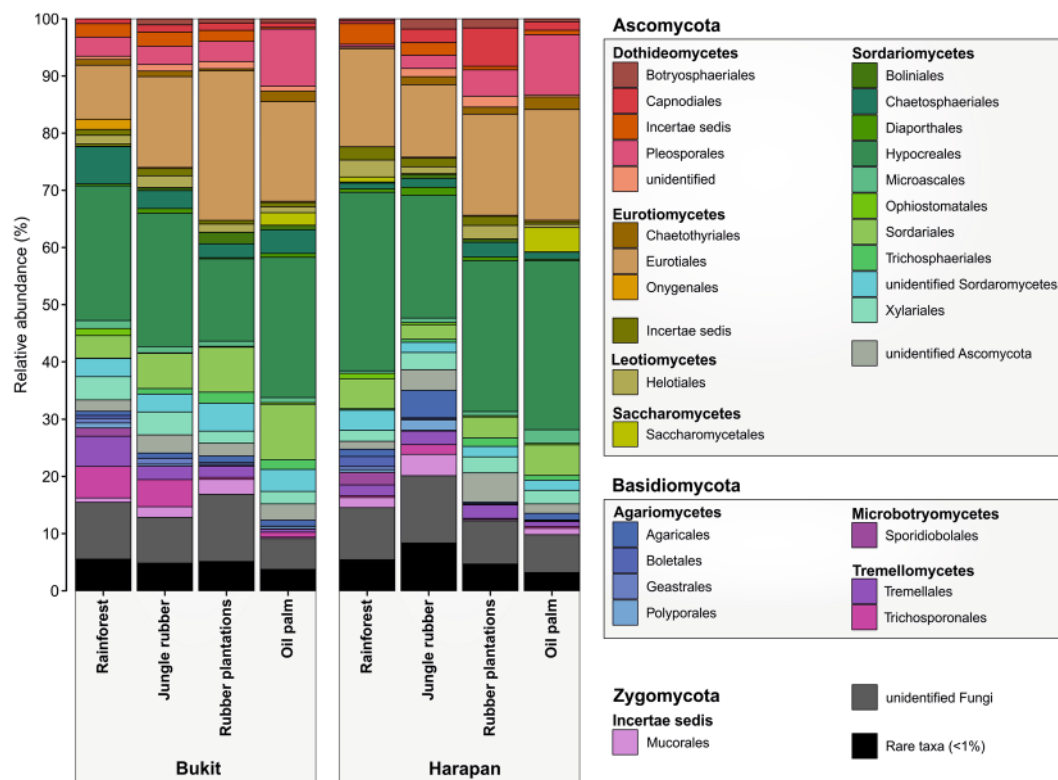 100
90
80
70
60
50
40
30
20
10
0
Relative abundance (%)
Rainforest
Jungle rubber
Rubber plantations
Oil palm
Rainforest
Jungle rubber
Rubber plantations
Oil palm
Bukit
Harapan
Ascomycota
Dothideomycetes
Botryosphaeriales
Capnodiales
Incertae sedis
Pleosporales
unidentified
Eurotiomycetes
Chaetothyriales
Eurotiales
Onygenales
Incertae sedis
Leotiomycetes
Helotiales
Saccharomycetes
Saccharomycetales
Sordariomycetes
Boliniales
Chaetosphaeriales
Diaporthales
Hypocreales
Microascales
Ophiostomatales
Sordariales
Trichosphaeriales
unidentified Sordaromycetes
Xylariales
unidentified Ascomycota
Basidiomycota
Agariomycetes
Agaricales
Boletales
Geastrales
Polyporales
Microbotryomycetes
Sporidiobolales
Tremellomycetes
Tremellales
Trichosporonales
Zygomycota
Incertae sedis
Mucorales
unidentified Fungi
Rare taxa (<1%)